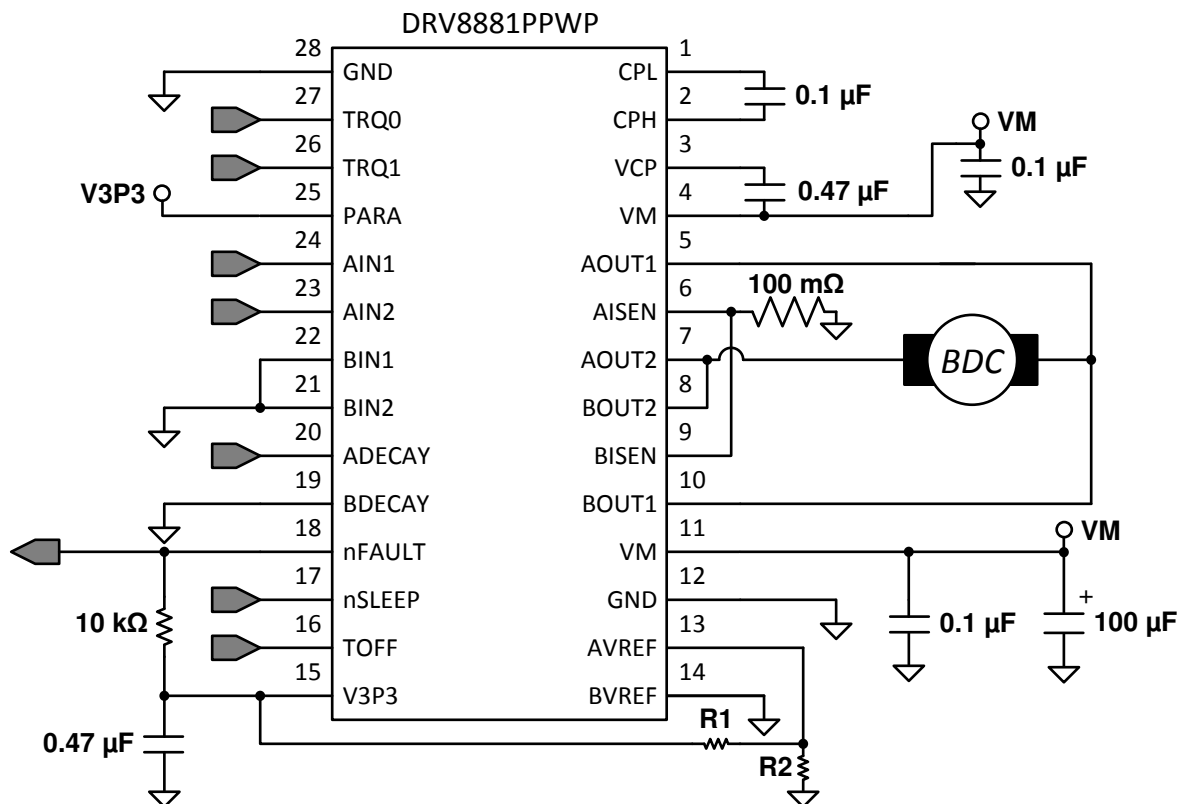 DRV8881PPWP
28
GND
27
TRQ0
26
TRQ1
25
PARA
V3P3
24
AIN1
23
AIN2
22
BIN1
21
BIN2
20
ADECAY
19
BDECAY
18
nFAULT
17
nSLEEP
10 kΩ
16
TOFF
15
V3P3
0.47 µF
1
CPL
0.1 µF
2
CPH
3
VCP
0.47 µF
VM
0.1 µF
4
VM
5
AOUT1
100 mΩ
6
AISEN
7
AOUT2
BDC
8
BOUT2
9
BISEN
10
BOUT1
11
VM
VM
12
GND
0.1 µF
+
100 µF
13
AVREF
14
BVREF
R1
R2